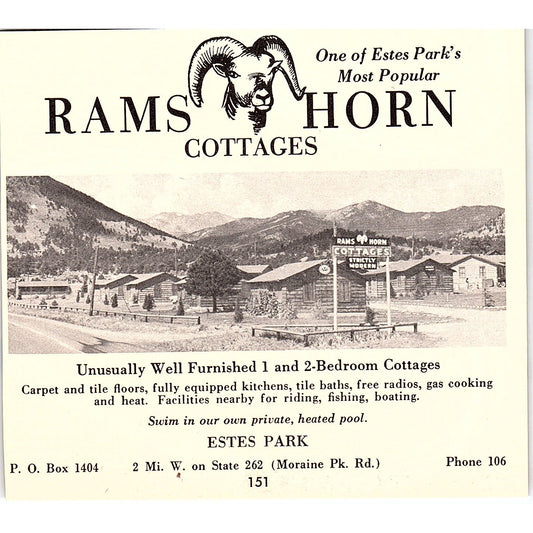 One of Estes Park's
Most Popular
RAMS HORN
COTTAGES
RAMS HORN
COTTAGES
STRICTLY
MODERN
Unusually Well Furnished 1 and 2-Bedroom Cottages
Carpet and tile floors, fully equipped kitchens, tile baths, free radios, gas cooking
and heat. Facilities nearby for riding, fishing, boating.
Swim in our own private, heated pool.
ESTES PARK
P. O. Box 1404 2 Mi. W. on State 262 (Moraine Pk. Rd.) Phone 106
151